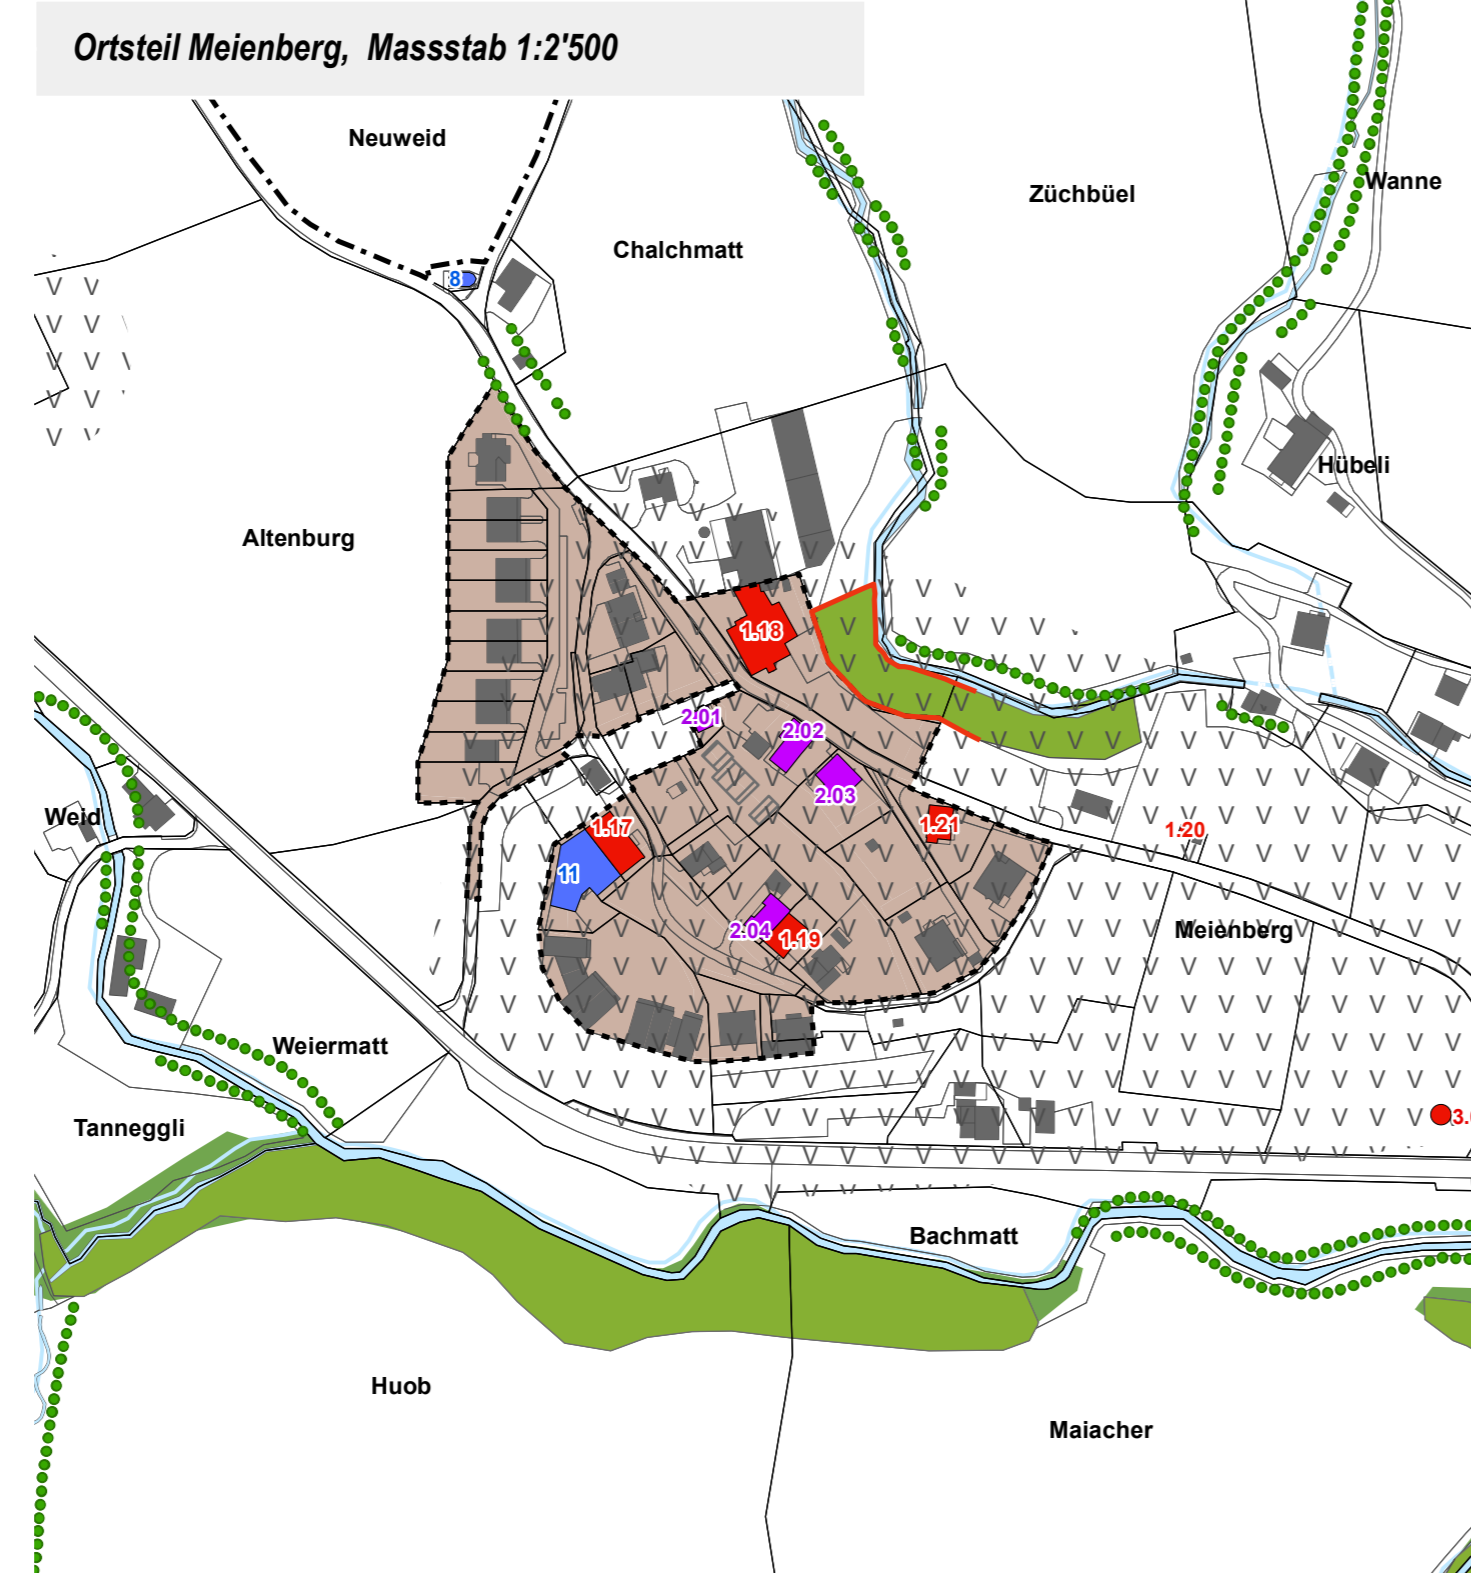 Ortsteil Meienberg, Massstab 1:2'500
Neuweid
Wanne
Züchbüel
Chalchmatt
8
Hübeli
Altenburg
1.18
2.01
2.02
2.03
Weid
1.17
1.21
1.20
11
2.04
1.19
Meienberg
Weiermatt
3.
Tanneggli
Bachmatt
Huob
Maiacher